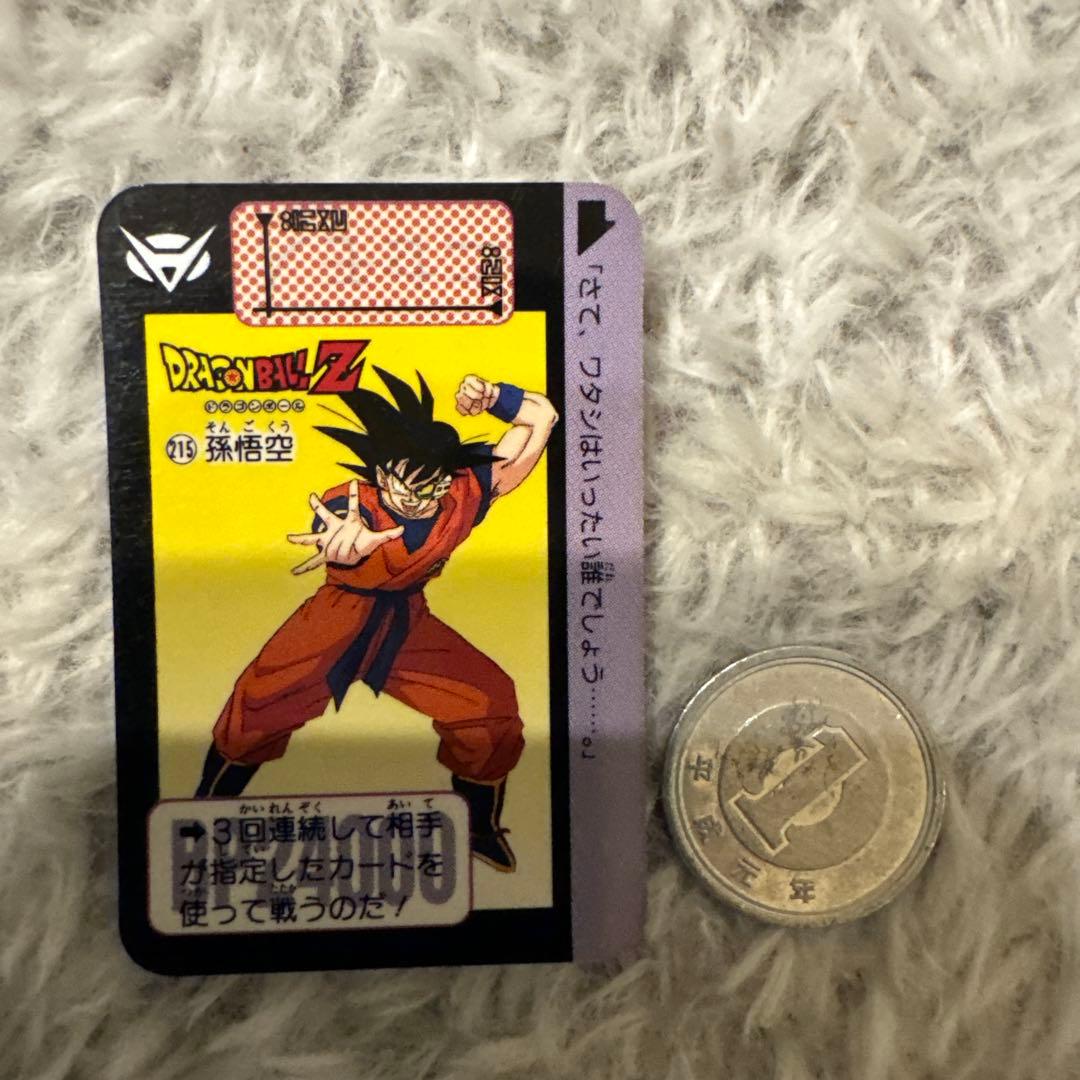 DRAGON BALL Z
ドラゴンボール
そんごくう
215 孫悟空
かいれんぞく あいて
➡3回連続して相手
が指定したカードを
つか たたか
使って戦うのだ!
BP 24000
「さて、ワタシはいったい誰でしょう……。」
だれ
1
平成元年